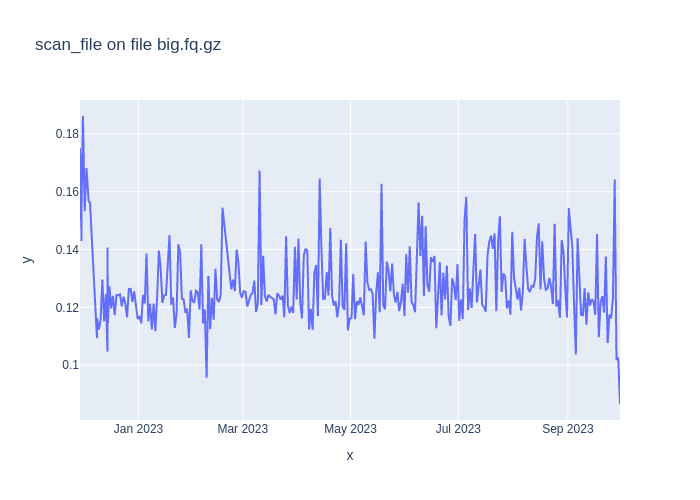 scan_file on file big.fq.gz
0.18
0.16
0.14
0.12
0.1
y
Jan 2023
Mar 2023
May 2023
Jul 2023
Sep 2023
x